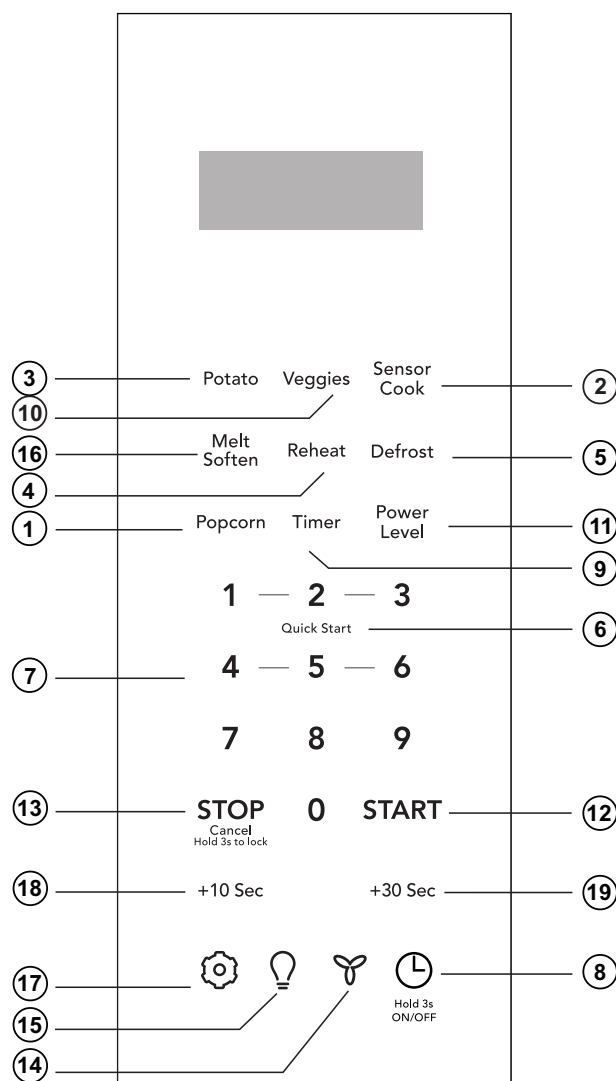 3 Potato Veggies Sensor Cook 2
10
16 Melt Soften Reheat Defrost 5
4
1 Popcorn Timer Power Level 11
9
1 2 3
Quick Start 6
7 4 5 6
7 8 9
13 STOP 0 START 12
Cancel
Hold 3s to lock
18 +10 Sec +30 Sec 19
17 8
Hold 3s
ON/OFF
15
14